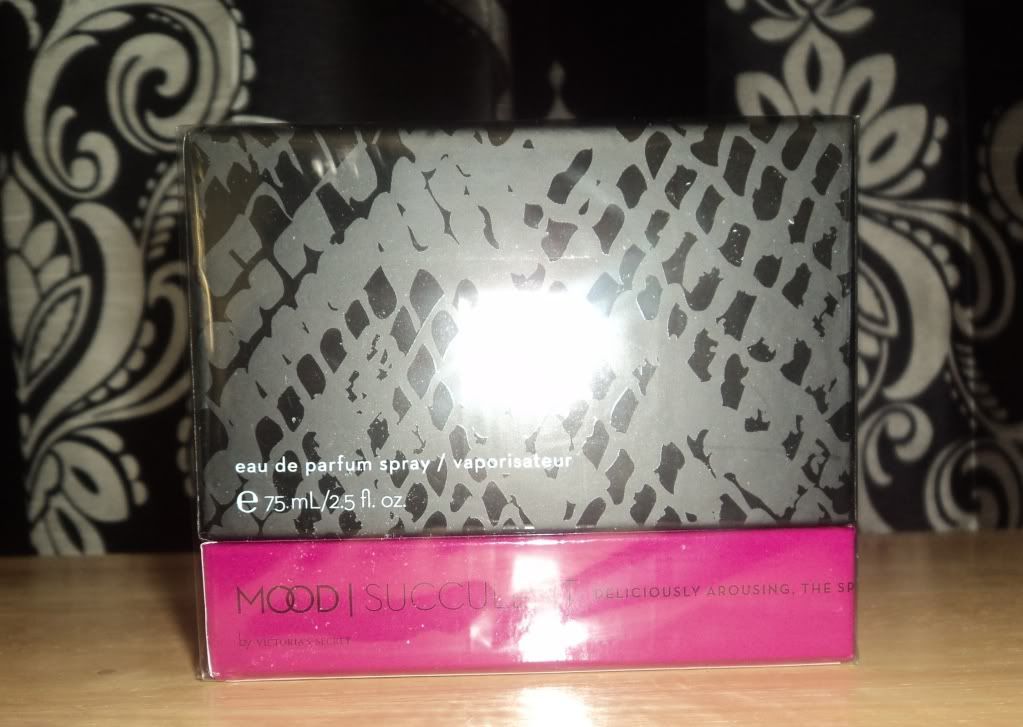 eau de parfum spray / vaporisateur
℮ 75 mL/2.5 fl. oz.
MOOD | SUCCULENT DELICIOUSLY AROUSING, THE SP
by VICTORIA'S SECRET